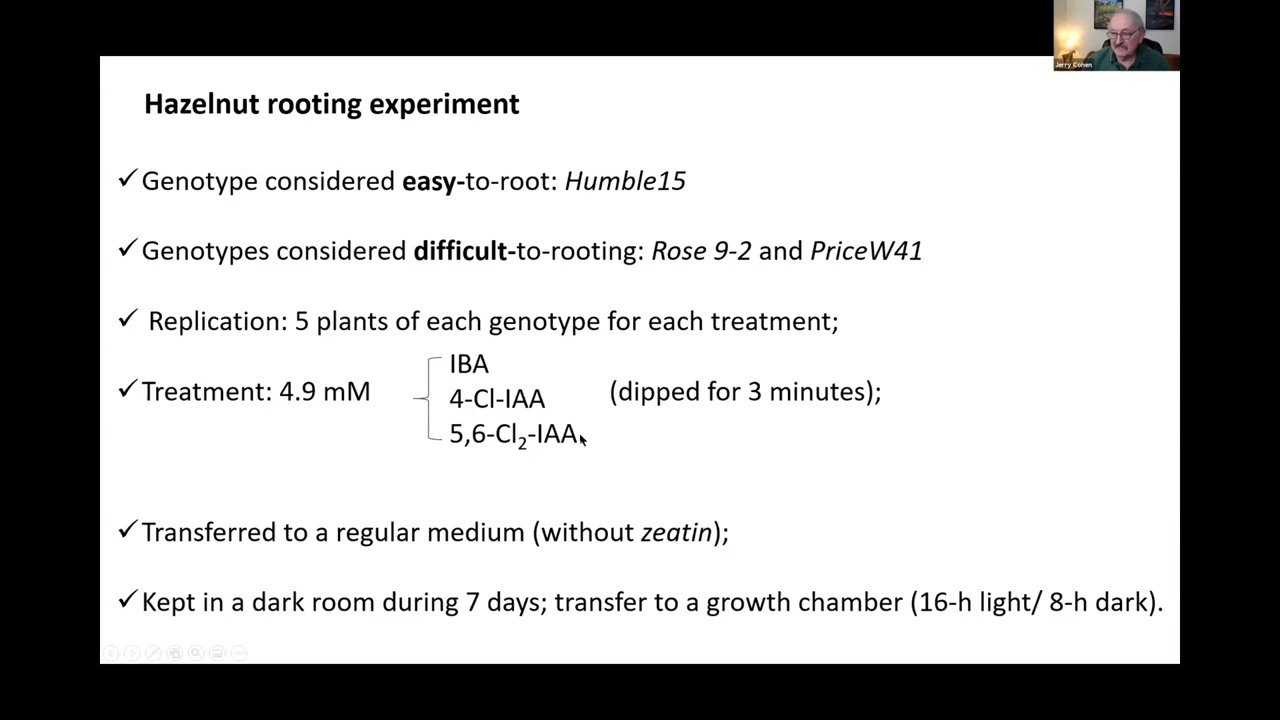 Jerry Cohen
Hazelnut rooting experiment
✓ Genotype considered easy-to-root: Humble15
✓ Genotypes considered difficult-to-rooting: Rose 9-2 and PriceW41
✓ Replication: 5 plants of each genotype for each treatment;
IBA
✓ Treatment: 4.9 mM 4-Cl-IAA (dipped for 3 minutes);
5,6-Cl₂-IAA
✓ Transferred to a regular medium (without zeatin);
✓ Kept in a dark room during 7 days; transfer to a growth chamber (16-h light/ 8-h dark).